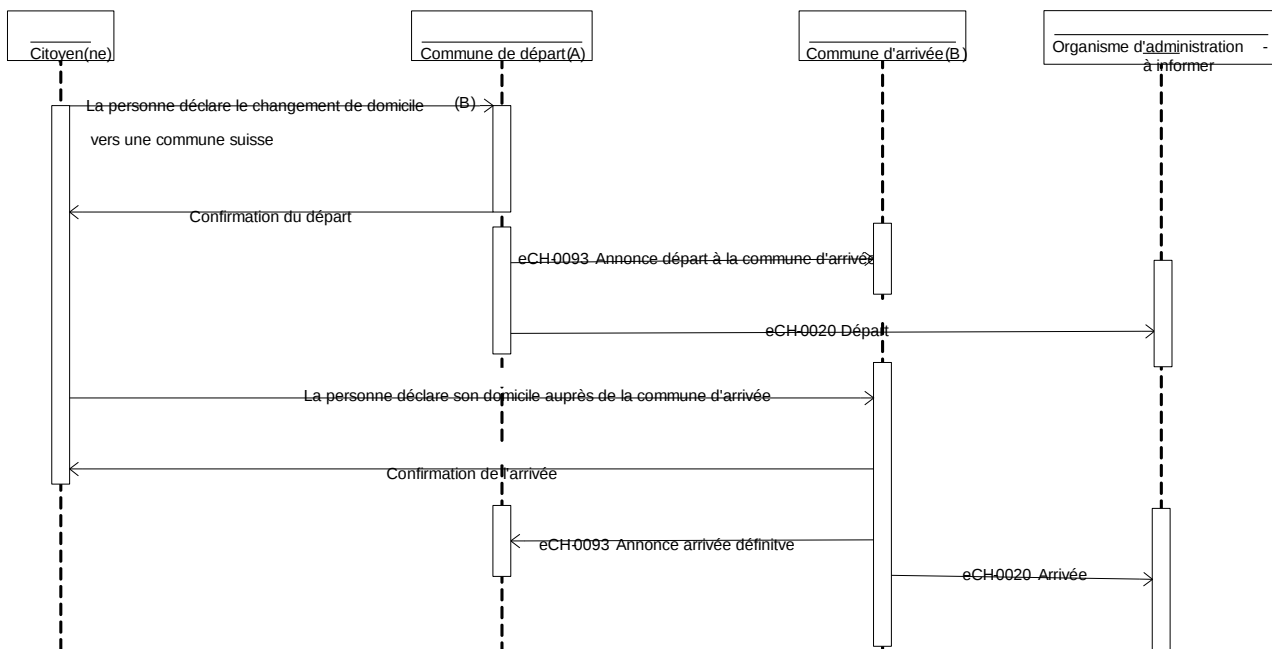 Citoyen(ne)
Commune de départ(A)
Commune d'arrivée(B)
Organisme d'administration -
à informer
La personne déclare le changement de domicile (B)
vers une commune suisse
Confirmation du départ
eCH-0093 Annonce départ à la commune d'arrivée
eCH-0020 Départ
La personne déclare son domicile auprès de la commune d'arrivée
Confirmation de l'arrivée
eCH-0093 Annonce arrivée définitve
eCH-0020 Arrivée